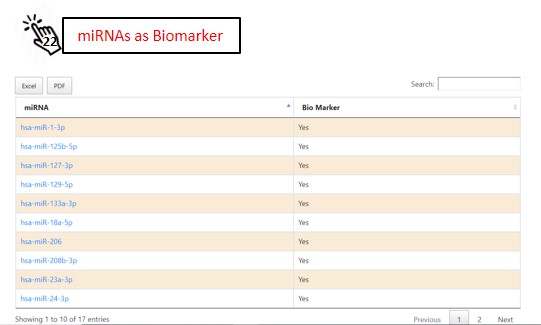 22
miRNAs as Biomarker
Excel PDF Search:
miRNA Bio Marker
hsa-miR-1-3p Yes
hsa-miR-125b-5p Yes
hsa-miR-127-3p Yes
hsa-miR-129-5p Yes
hsa-miR-133a-3p Yes
hsa-miR-18a-5p Yes
hsa-miR-206 Yes
hsa-miR-208b-3p Yes
hsa-miR-23a-3p Yes
hsa-miR-24-3p Yes
Showing 1 to 10 of 17 entries Previous 1 2 Next